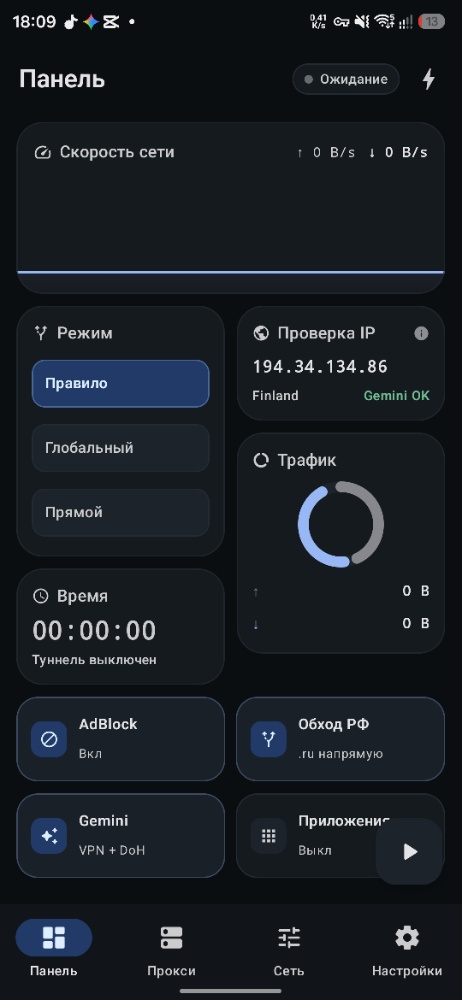 18:09
0,41 K/s
13
Панель
Ожидание
Скорость сети
↑ 0 B/s ↓ 0 B/s
Режим
Правило
Глобальный
Прямой
Проверка IP
194.34.134.86
Finland
Gemini OK
Трафик
↑ 0 B
↓ 0 B
Время
00:00:00
Туннель выключен
AdBlock
Вкл
Обход РФ
.ru напрямую
Gemini
VPN + DoH
Приложения
Выкл
Панель
Прокси
Сеть
Настройки